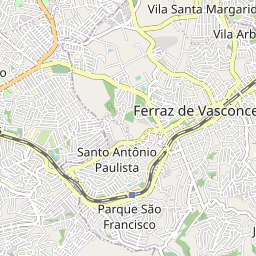 Vila Santa Margarid
Vila Arb
o
Ferraz de Vasconce
Santo Antônio
Paulista
Parque São
Francisco
J